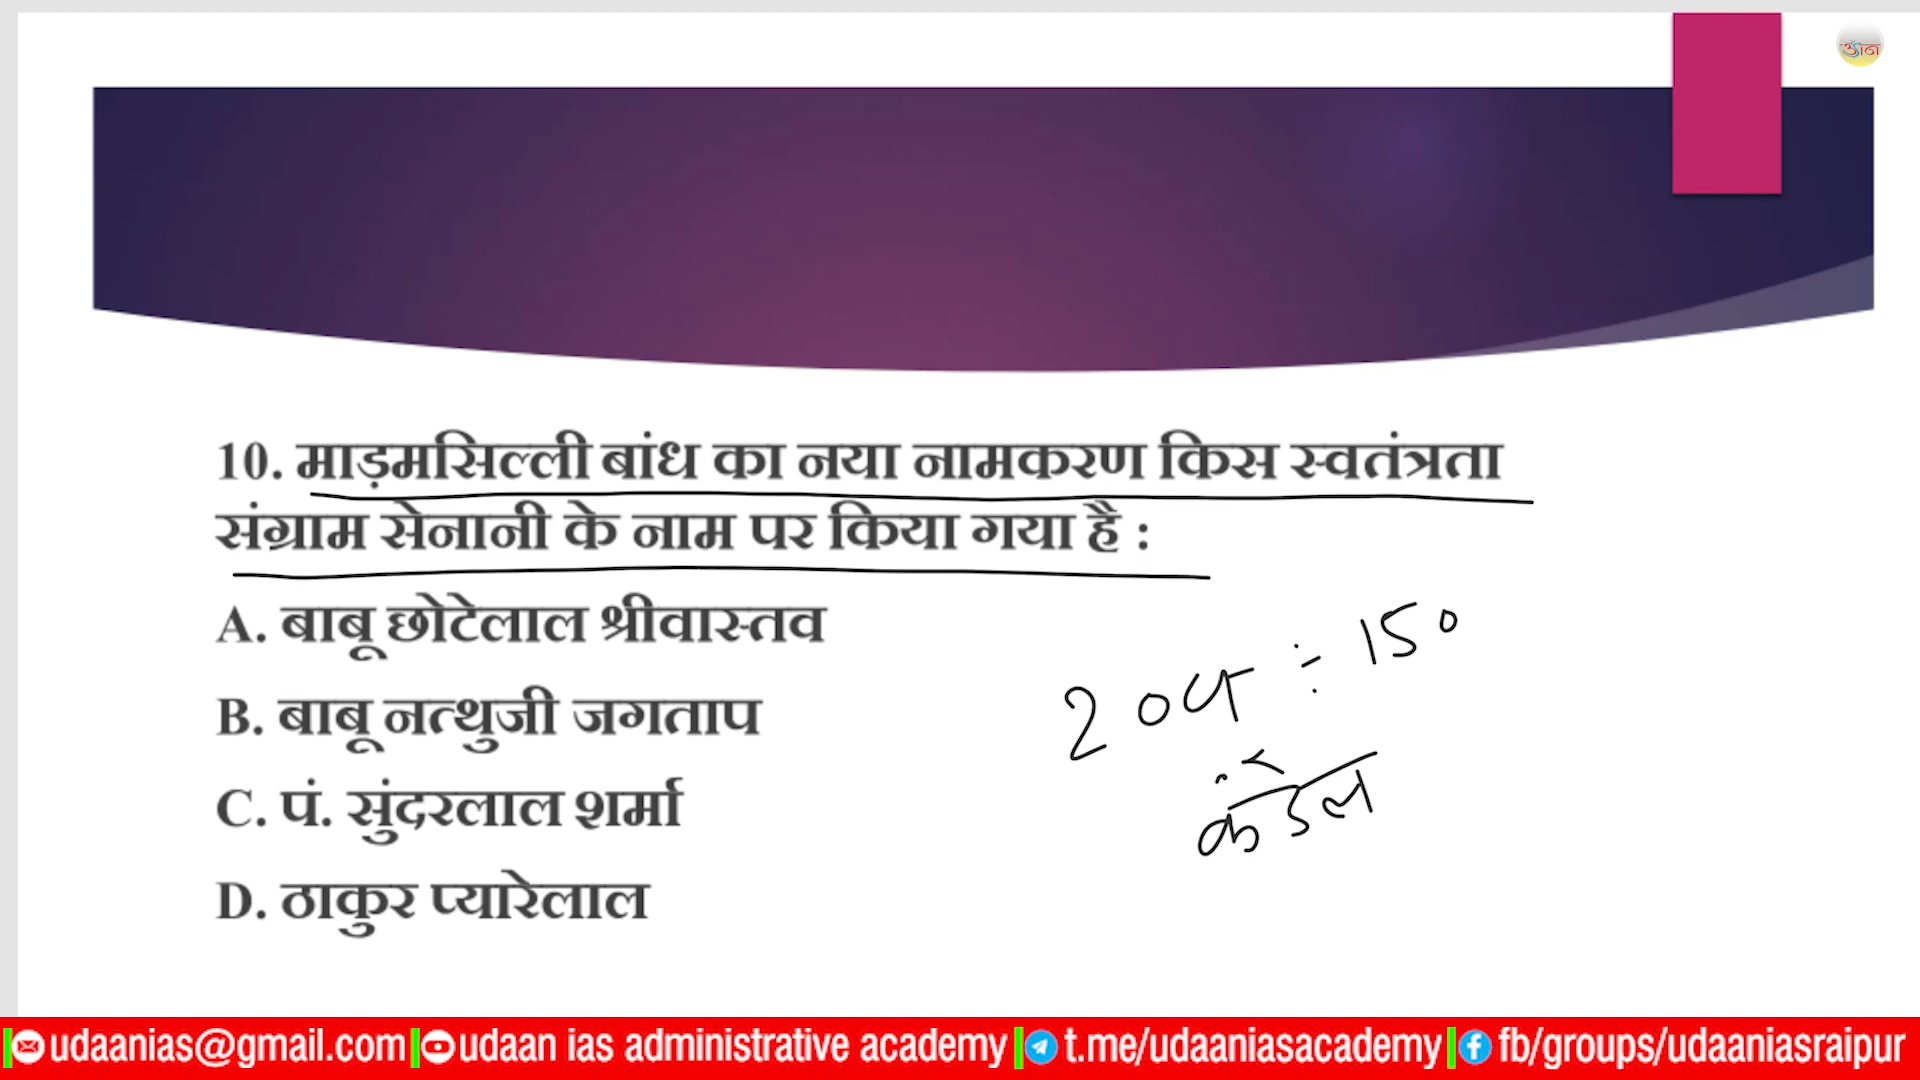 ज्ञान
10. माड़मसिल्ली बांध का नया नामकरण किस स्वतंत्रता
संग्राम सेनानी के नाम पर किया गया है :
A. बाबू छोटेलाल श्रीवास्तव
B. बाबू नत्थुजी जगताप
C. पं. सुंदरलाल शर्मा
D. ठाकुर प्यारेलाल
÷ 150
कंडेल
udaanias@gmail.com udaan ias administrative academy t.me/udaaniasacademy fb/groups/udaaniasraipur